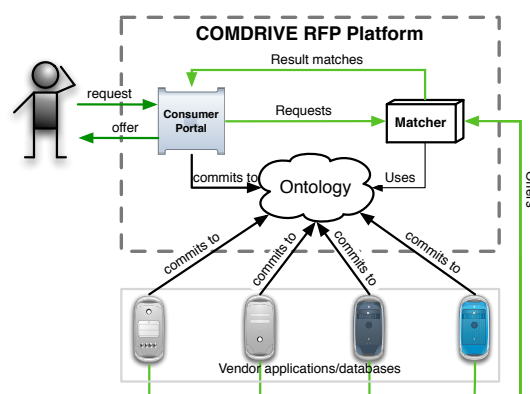 COMDRIVE RFP Platform
Result matches
request
Consumer
Portal
Requests
Matcher
offer
commits to
Ontology
Uses
Offers
commits to
commits to
commits to
commits to
Vendor applications/databases